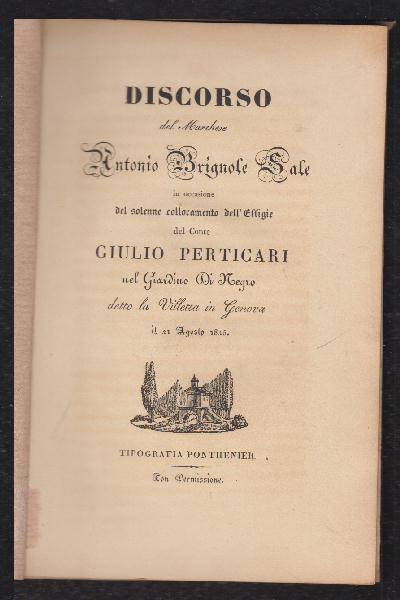 DISCORSO
del Marchese
Antonio Brignole Sale
in occasione
del solenne collocamento dell' Effigie
del Conte
GIULIO PERTICARI
nel Giardino Di Negro
detto la Villetta in Genova
il 21 Agosto 1825.
TIPOGRAFIA PONTHENIER.
Con Permissione.